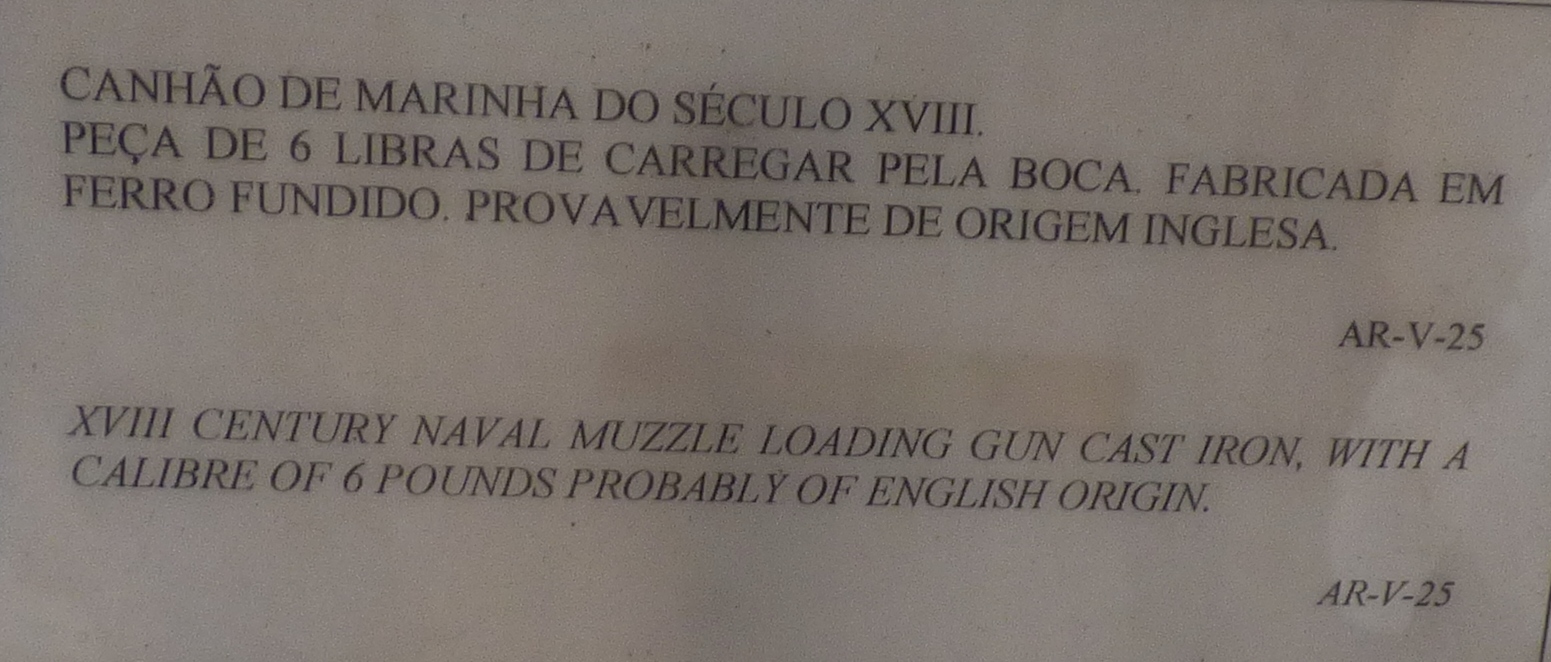 CANHÃO DE MARINHA DO SÉCULO XVIII.
PEÇA DE 6 LIBRAS DE CARREGAR PELA BOCA. FABRICADA EM
FERRO FUNDIDO. PROVAVELMENTE DE ORIGEM INGLESA.
AR-V-25
XVIII CENTURY NAVAL MUZZLE LOADING GUN CAST IRON, WITH A
CALIBRE OF 6 POUNDS PROBABLY OF ENGLISH ORIGIN.
AR-V-25